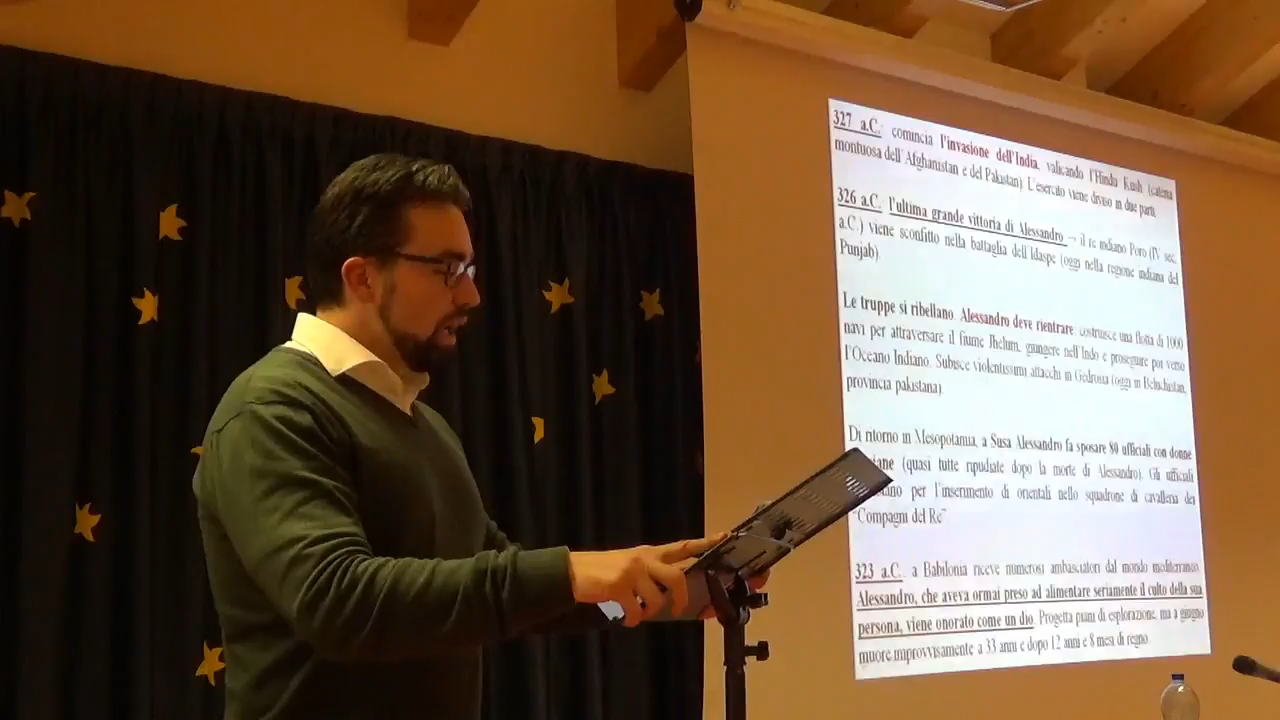 327 a.C.: comincia l'invasione dell'India, valicando l'Hindu Kush (catena
montuosa dell'Afghanistan e del Pakistan). L'esercito viene diviso in due parti.
326 a.C. l'ultima grande vittoria di Alessandro → il re indiano Poro (IV sec.
a.C.) viene sconfitto nella battaglia dell'Idaspe (oggi nella regione indiana del
Punjab).
Le truppe si ribellano. Alessandro deve rientrare: costruisce una flotta di 1000
navi per attraversare il fiume Jhelum, giungere nell'Indo e proseguire poi verso
l'Oceano Indiano. Subisce violentissimi attacchi in Gedrosia (oggi in Belucistan,
provincia pakistana).
Di ritorno in Mesopotamia, a Susa Alessandro fa sposare 80 ufficiali con donne
(quasi tutte ripudiate dopo la morte di Alessandro). Gli ufficiali
per l'inserimento di orientali nello squadrone di cavalleria dei
"Compagni del Re"
323 a.C. a Babilonia riceve numerosi ambasciatori dal mondo mediterraneo.
Alessandro, che aveva ormai preso ad alimentare seriamente il culto della sua
persona, viene onorato come un dio. Progetta piani di esplorazione, ma a giugno
muore improvvisamente a 33 anni e dopo 12 anni e 8 mesi di regno.